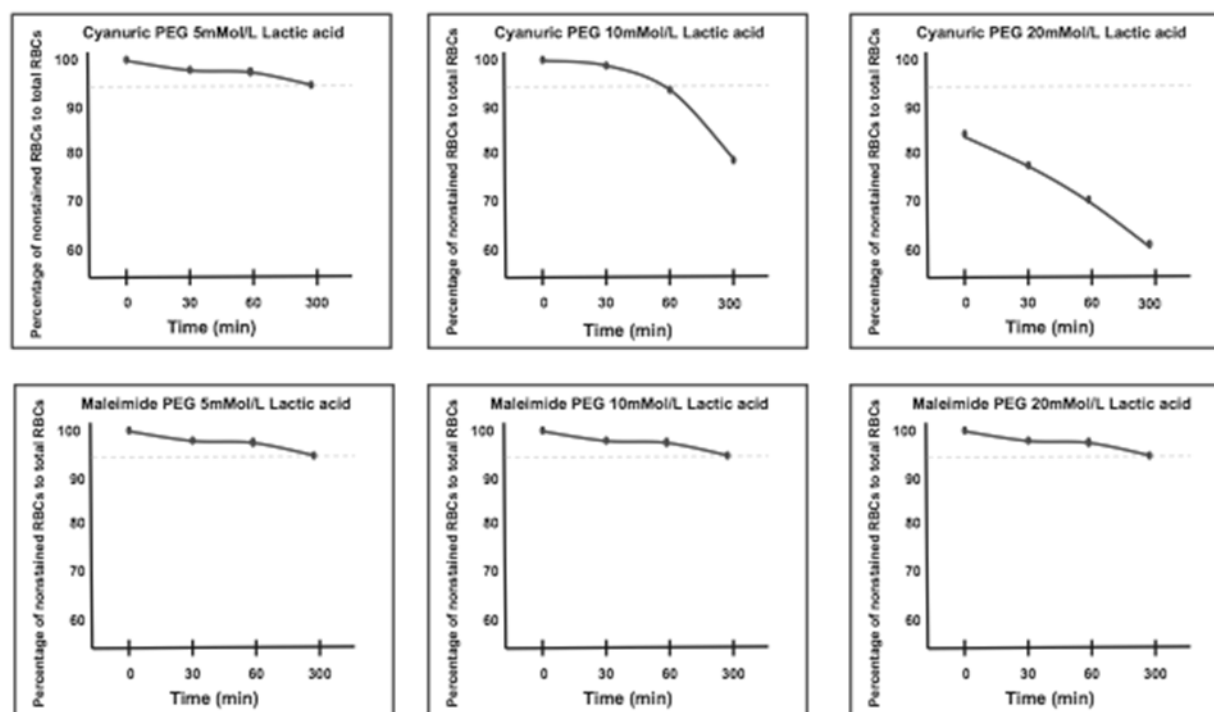 Cyanuric PEG 5mMol/L Lactic acid
Percentage of nonstained RBCs to total RBCs
100
90
80
70
60
0 30 60 300
Time (min)
Cyanuric PEG 10mMol/L Lactic acid
Percentage of nonstained RBCs to total RBCs
100
90
80
70
60
0 30 60 300
Time (min)
Cyanuric PEG 20mMol/L Lactic acid
Percentage of nonstained RBCs to total RBCs
100
90
80
70
60
0 30 60 300
Time (min)
Maleimide PEG 5mMol/L Lactic acid
Percentage of nonstained RBCs to total RBCs
100
90
80
70
60
0 30 60 300
Time (min)
Maleimide PEG 10mMol/L Lactic acid
Percentage of nonstained RBCs to total RBCs
100
90
80
70
60
0 30 60 300
Time (min)
Maleimide PEG 20mMol/L Lactic acid
Percentage of nonstained RBCs to total RBCs
100
90
80
70
60
0 30 60 300
Time (min)